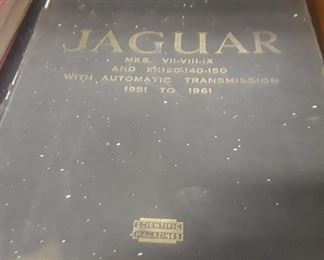 JAGUAR
MKS. VII-VIII-IX
AND XK120-140-150
WITH AUTOMATIC TRANSMISSION
1951 TO 1961
SCIENTIFIC
MAGAZINES